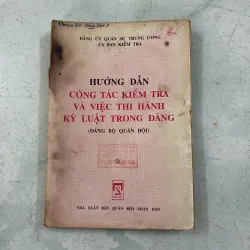 ĐẢNG ỦY QUÂN SỰ TRUNG ƯƠNG
ỦY BAN KIỂM TRA
HƯỚNG DẪN
CÔNG TÁC KIỂM TRA
VÀ VIỆC THI HÀNH
KỶ LUẬT TRONG ĐẢNG
(ĐẢNG BỘ QUÂN ĐỘI)
NHÀ XUẤT BẢN QUÂN ĐỘI NHÂN DÂN